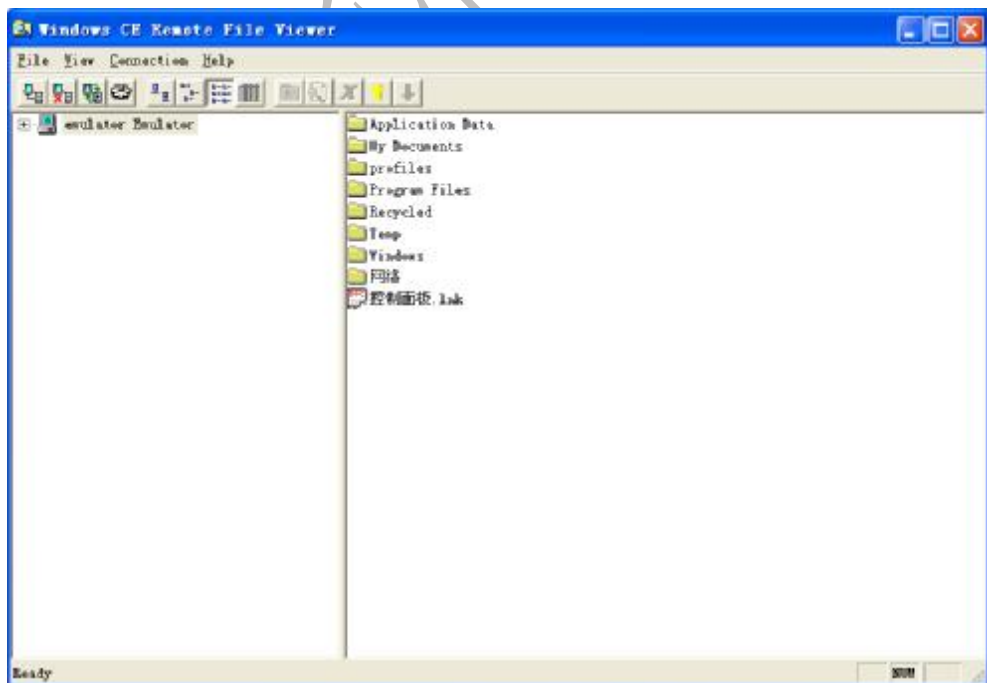 Windows CE Remote File Viewer
File View Connection Help
emulator Emulator
Application Data
My Documents
profiles
Program Files
Recycled
Temp
Windows
网络
控制面板.lnk
Ready
NUM